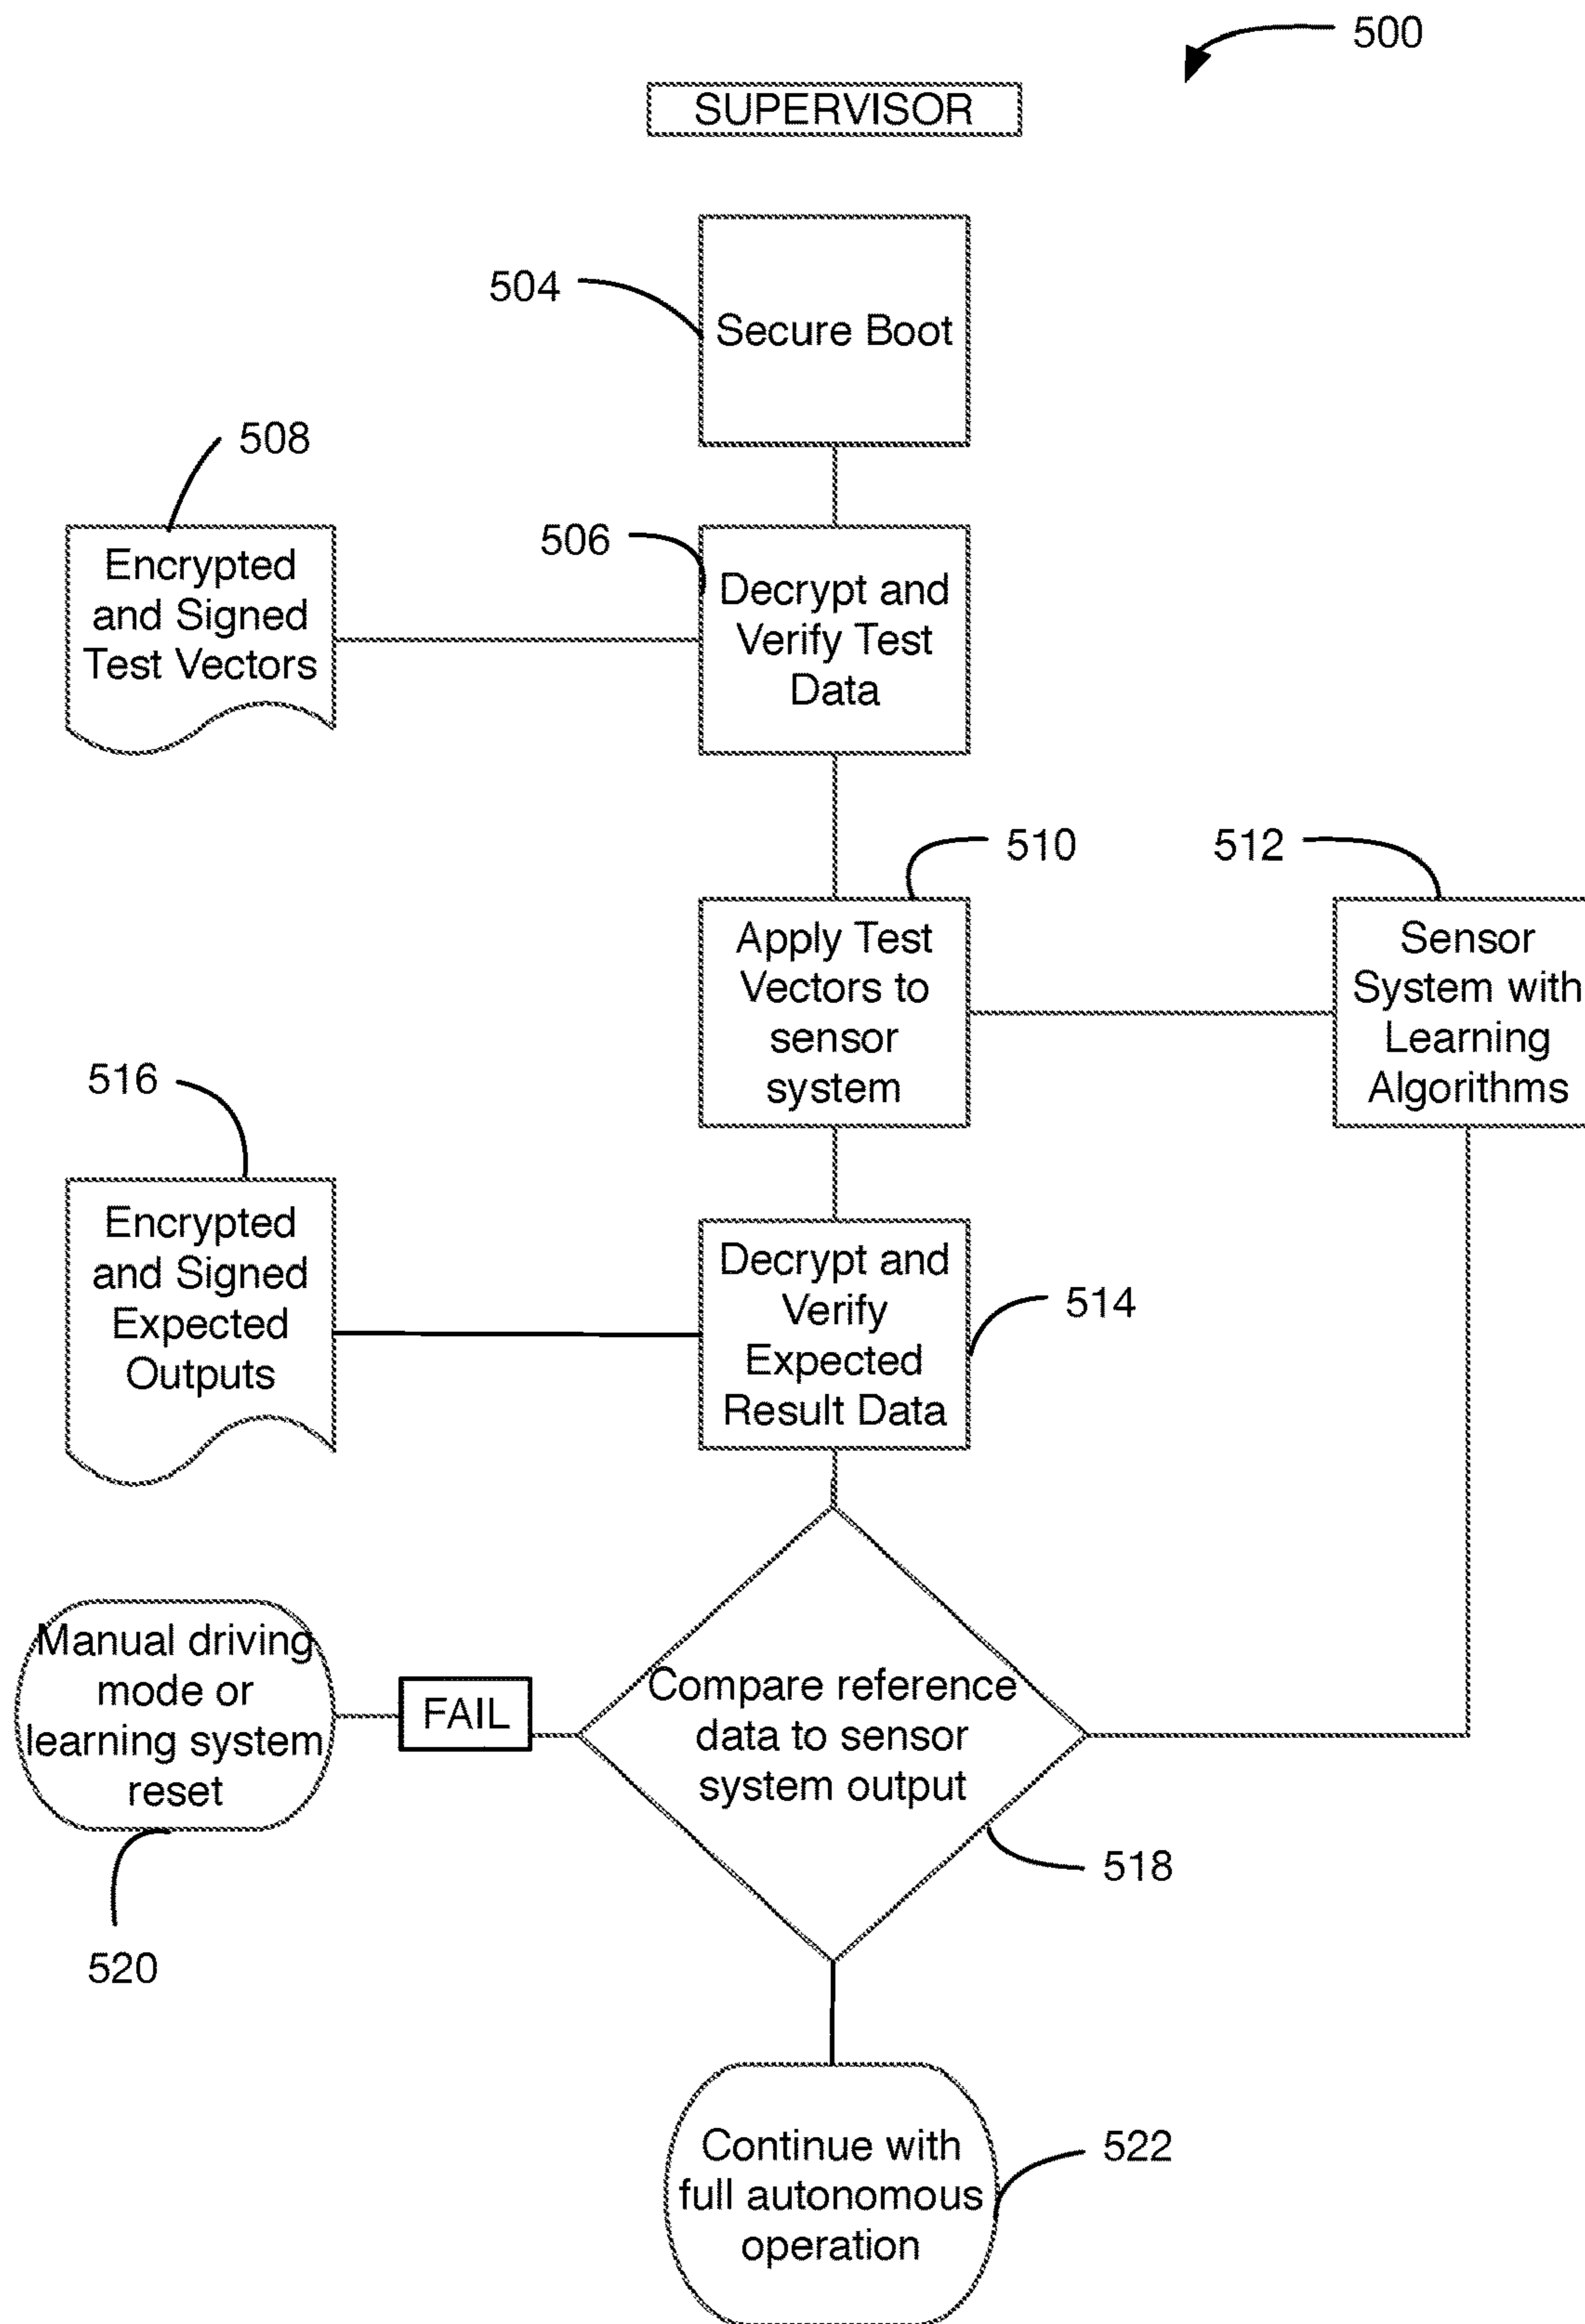 500
SUPERVISOR
504
Secure Boot
508
Encrypted
and Signed
Test Vectors
506
Decrypt and
Verify Test
Data
510
512
Apply Test
Vectors to
sensor
system
Sensor
System with
Learning
Algorithms
516
Encrypted
and Signed
Expected
Outputs
Decrypt and
Verify
Expected
Result Data
514
Manual driving
mode or
learning system
reset
FAIL
Compare reference
data to sensor
system output
518
520
Continue with
full autonomous
operation
522